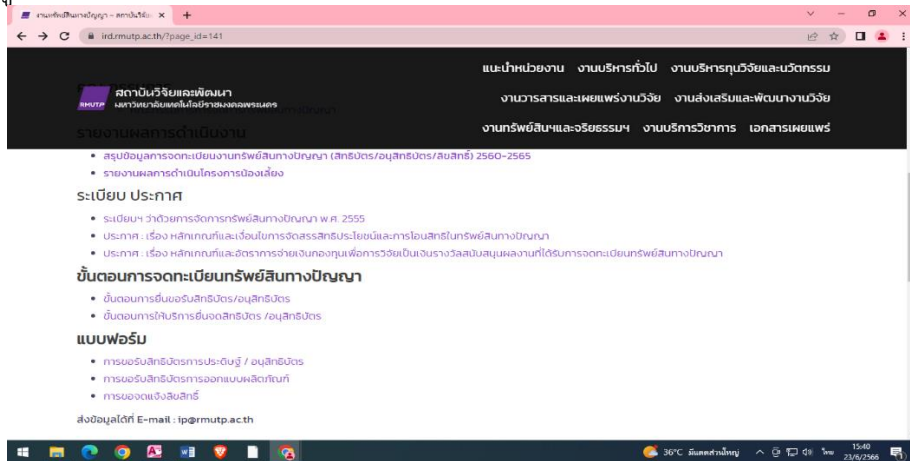 งานทรัพย์สินทางปัญญา – สถาบันวิจัย
ird.rmutp.ac.th/?page_id=141
แนะนำหน่วยงาน งานบริหารทั่วไป งานบริหารทุนวิจัยและนวัตกรรม
สถาบันวิจัยและพัฒนา
RMUTP มหาวิทยาลัยเทคโนโลยีราชมงคลพระนคร
งานวารสารและเผยแพร่งานวิจัย งานส่งเสริมและพัฒนางานวิจัย
รายงานผลการดำเนินงาน
งานทรัพย์สินฯและจริยธรรมฯ งานบริการวิชาการ เอกสารเผยแพร่
สรุปข้อมูลการจดทะเบียนงานทรัพย์สินทางปัญญา (สิทธิบัตร/อนุสิทธิบัตร/ลิขสิทธิ์) 2560-2565
รายงานผลการดำเนินโครงการพี่เลี้ยง
ระเบียบ ประกาศ
ระเบียบฯ ว่าด้วยการจัดการทรัพย์สินทางปัญญา พ.ศ. 2555
ประกาศ : เรื่อง หลักเกณฑ์และเงื่อนไขการจัดสรรสิทธิประโยชน์และการโอนสิทธิในทรัพย์สินทางปัญญา
ประกาศ : เรื่อง หลักเกณฑ์และอัตราการจ่ายเงินกองทุนเพื่อการวิจัยเป็นเงินรางวัลสนับสนุนผลงานที่ได้รับการจดทะเบียนทรัพย์สินทางปัญญา
ขั้นตอนการจดทะเบียนทรัพย์สินทางปัญญา
ขั้นตอนการยื่นขอรับสิทธิบัตร/อนุสิทธิบัตร
ขั้นตอนการให้บริการยื่นจดสิทธิบัตร /อนุสิทธิบัตร
แบบฟอร์ม
การขอรับสิทธิบัตรการประดิษฐ์ / อนุสิทธิบัตร
การขอรับสิทธิบัตรการออกแบบผลิตภัณฑ์
การขอจดแจ้งลิขสิทธิ์
ส่งข้อมูลได้ที่ E-mail : ip@rmutp.ac.th
36°C มีแดดส่วนใหญ่ ไทย 15:40
23/6/2566